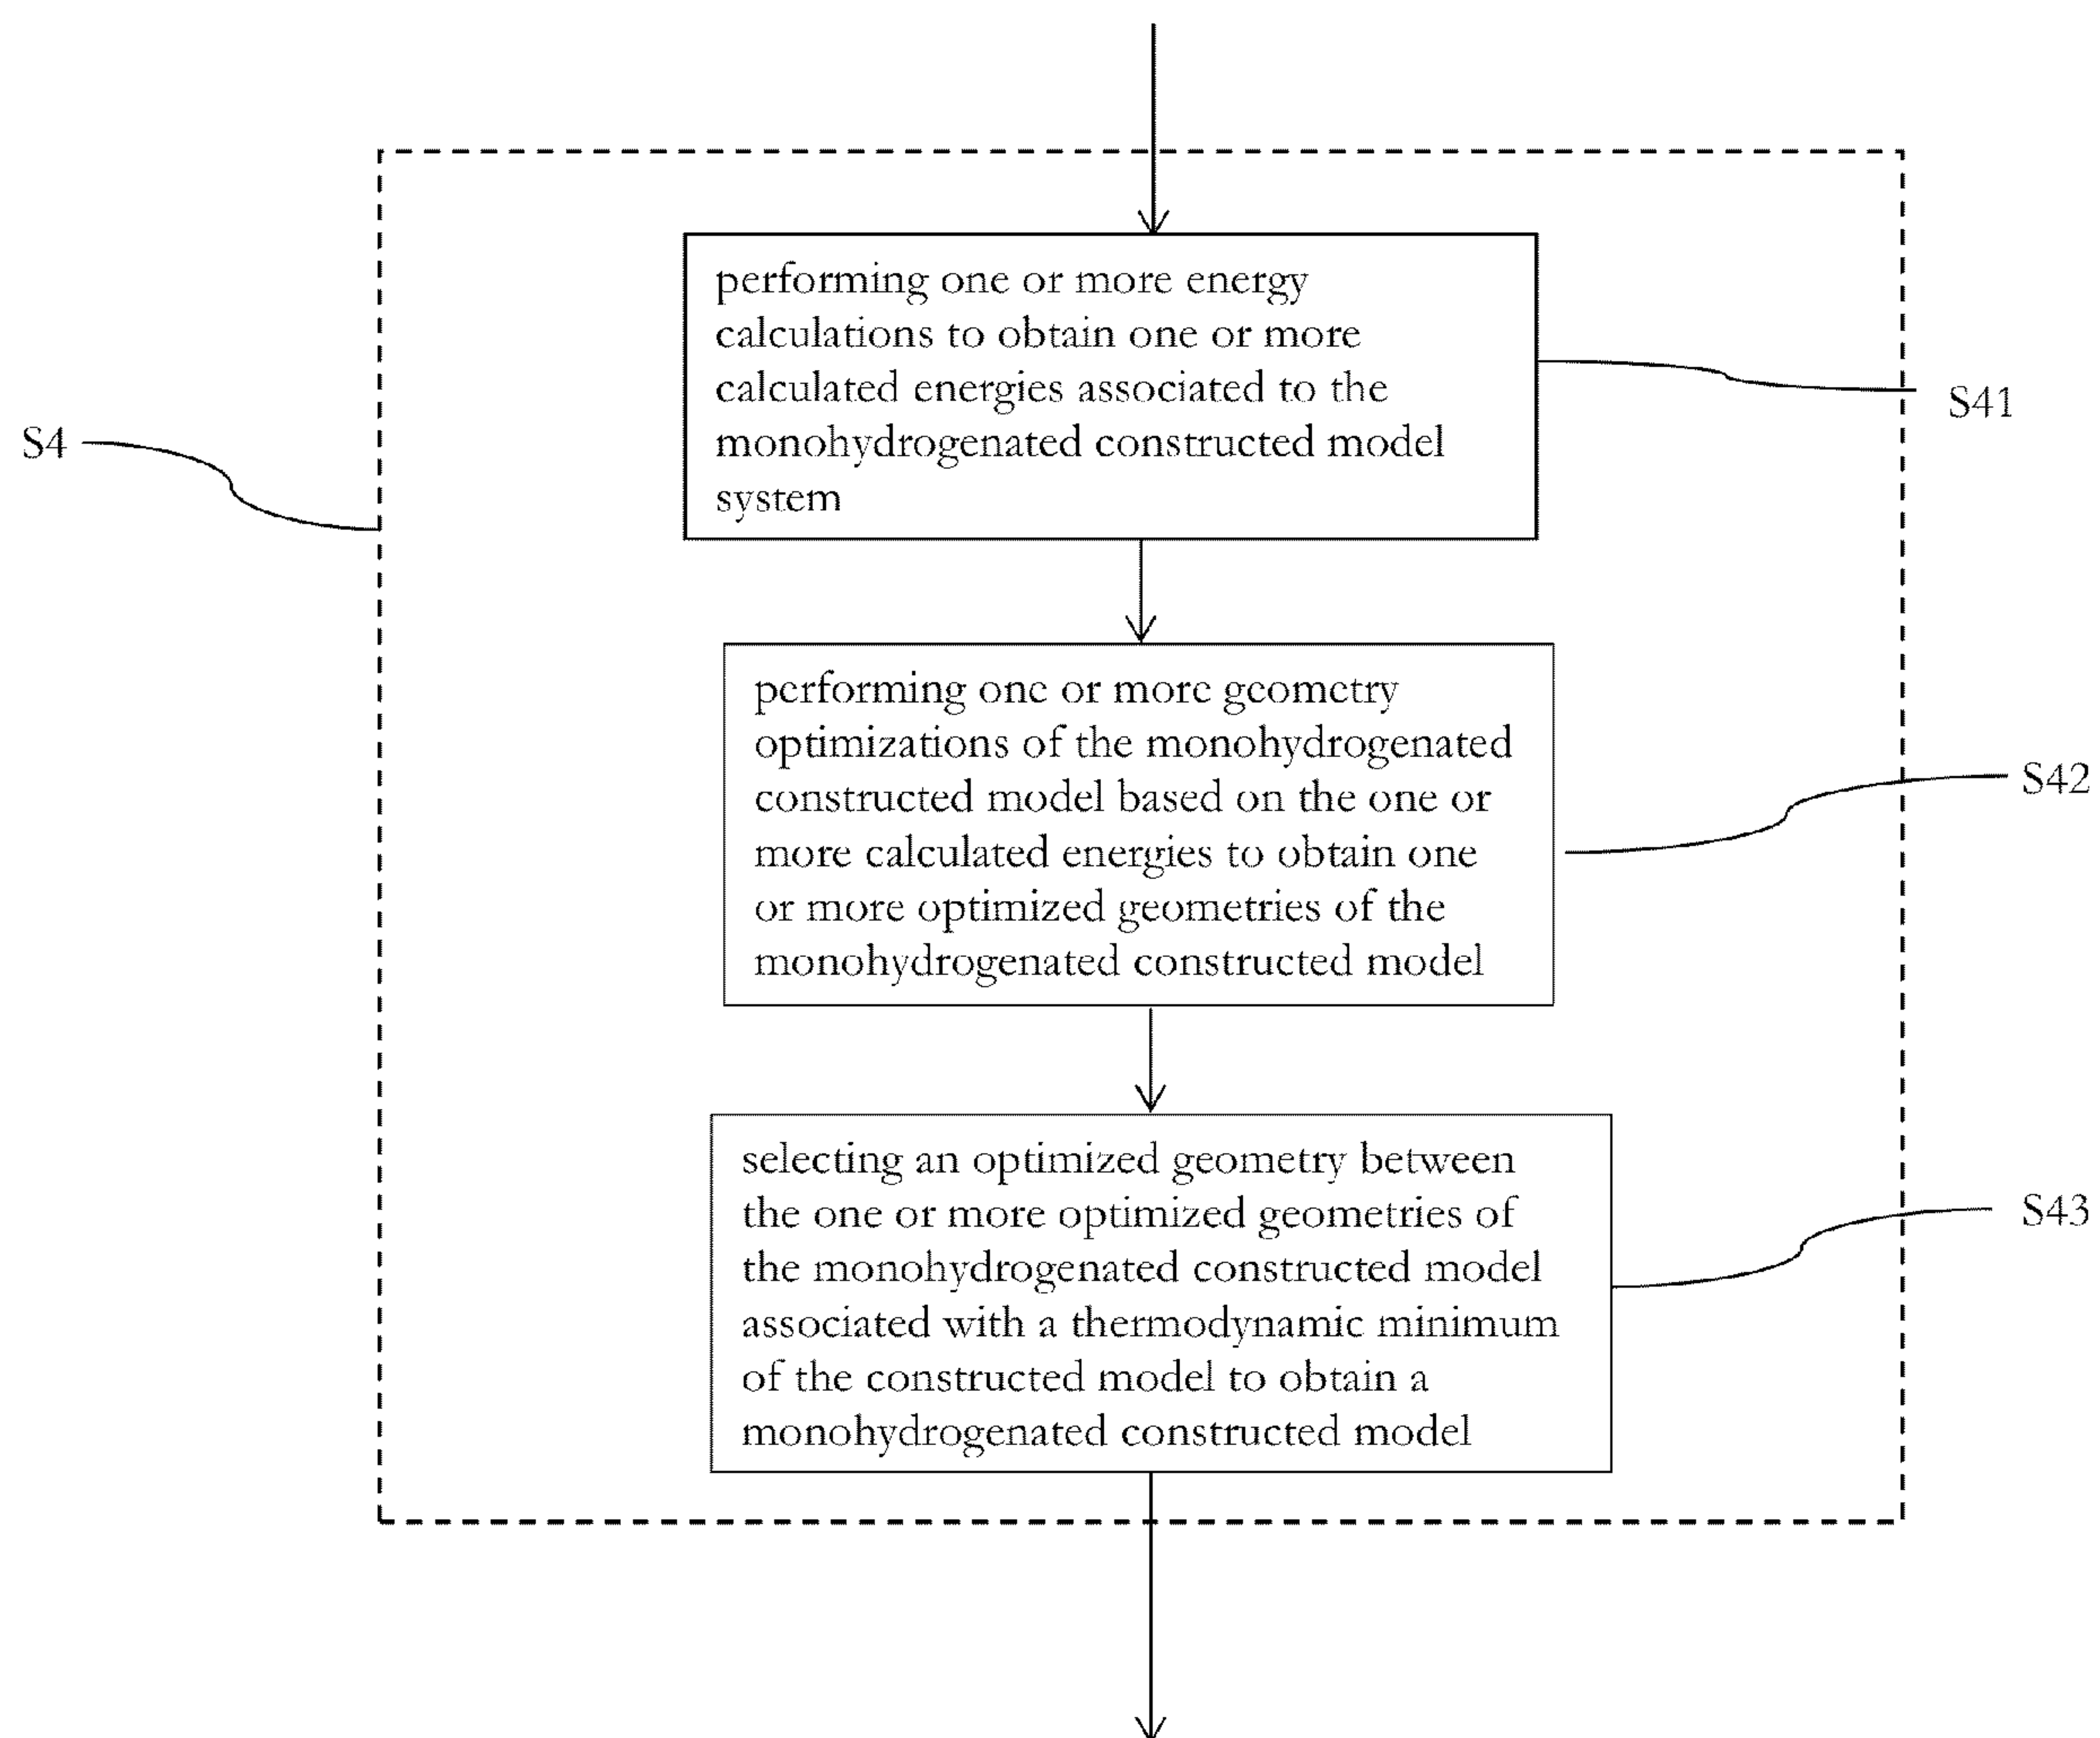 performing one or more energy
calculations to obtain one or more
calculated energies associated to the
monohydrogenated constructed model
system
S41
S4
performing one or more geometry
optimizations of the monohydrogenated
constructed model based on the one or
more calculated energies to obtain one
or more optimized geometries of the
monohydrogenated constructed model
S42
selecting an optimized geometry between
the one or more optimized geometries of
the monohydrogenated constructed model
associated with a thermodynamic minimum
of the constructed model to obtain a
monohydrogenated constructed model
S43